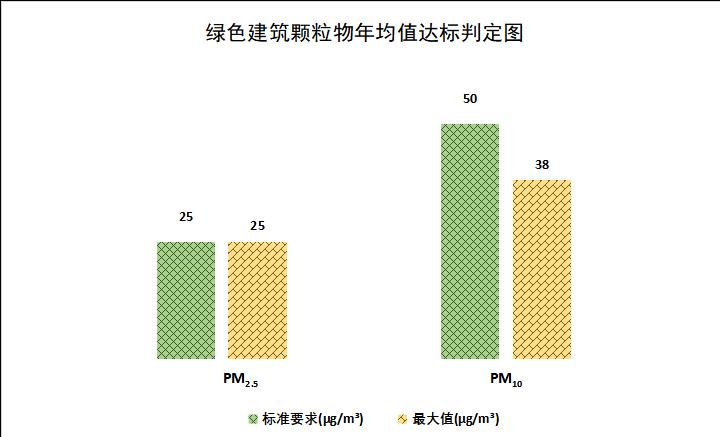 绿色建筑颗粒物年均值达标判定图
50
38
25
25
PM2.5
PM10
标准要求(μg/m³)
最大值(μg/m³)